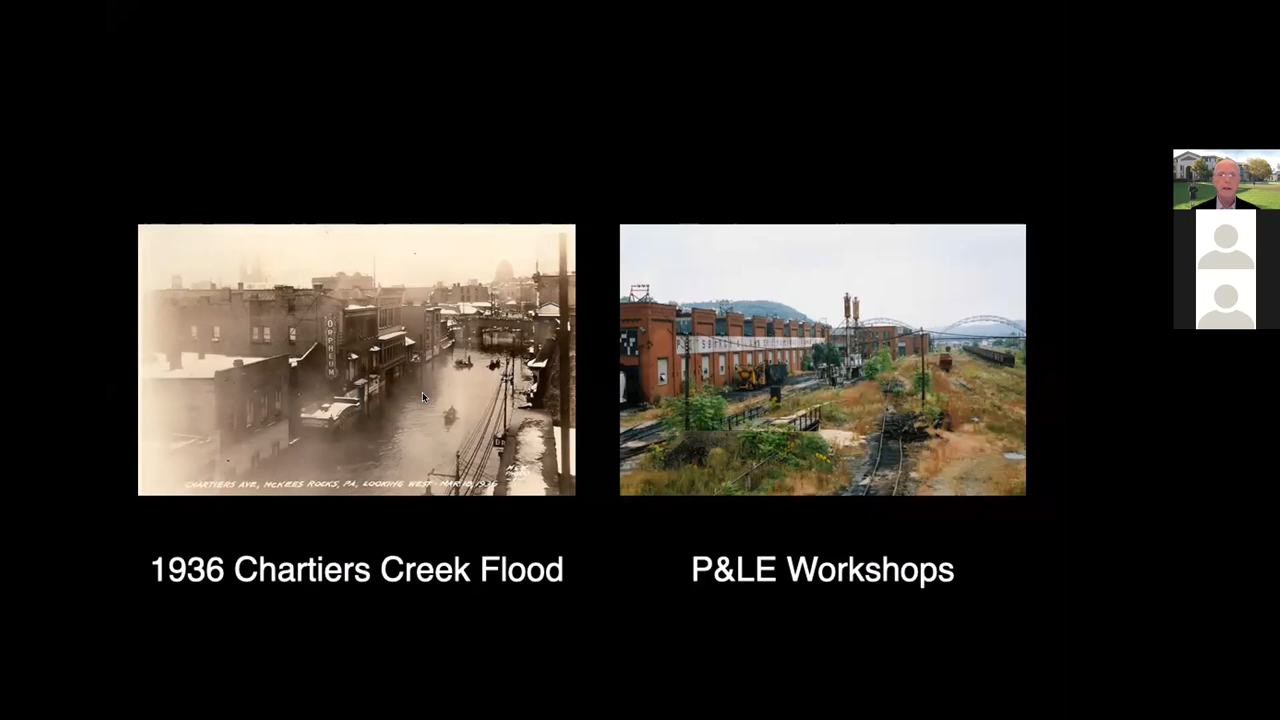 ORPHEUM
CHARTIERS AVE, McKEES ROCKS, PA, LOOKING WEST - MAR 18, 1936
1936 Chartiers Creek Flood
P&LE Workshops